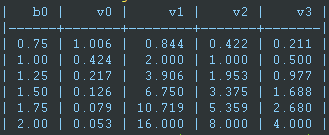 | b0 | v0 | v1 | v2 | v3 |
|------+-------+--------+-------+-------|
| 0.75 | 1.006 | 0.844 | 0.422 | 0.211 |
| 1.00 | 0.424 | 2.000 | 1.000 | 0.500 |
| 1.25 | 0.217 | 3.906 | 1.953 | 0.977 |
| 1.50 | 0.126 | 6.750 | 3.375 | 1.688 |
| 1.75 | 0.079 | 10.719 | 5.359 | 2.680 |
| 2.00 | 0.053 | 16.000 | 8.000 | 4.000 |